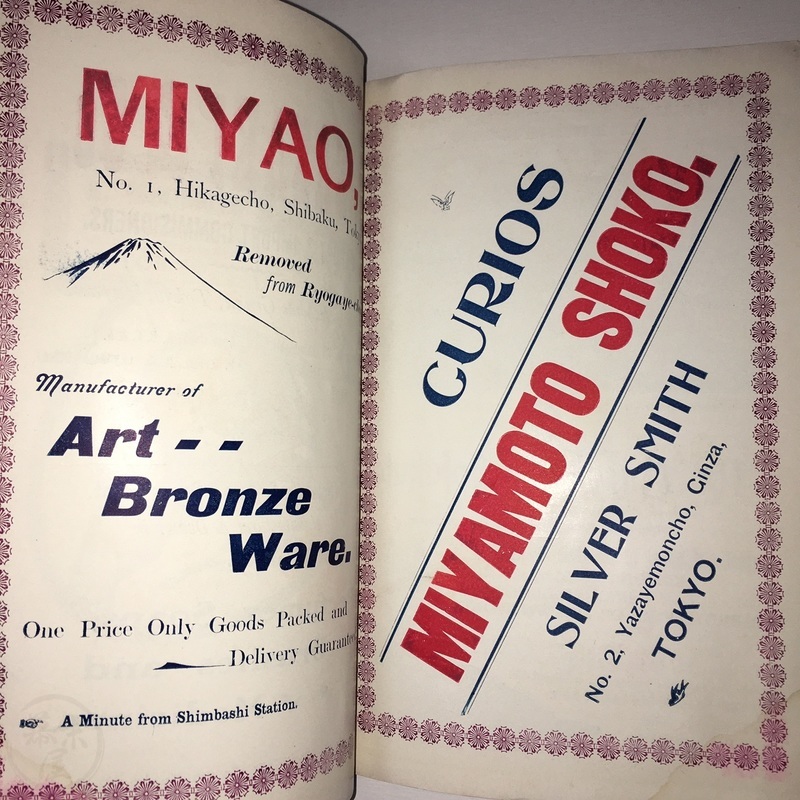 MIYAO,
No. 1, Hikagecho, Shibaku,
Removed
from
Manufacturer of
Art - -
Bronze
Ware.
One Price Only Goods Packed and
Delivery
A Minute from Shimbashi Station.
CURIOS
MIYAMOTO SHOKO.
SILVER SMITH
No. 2, Yazayemoncho, Ginza,
TOKYO.